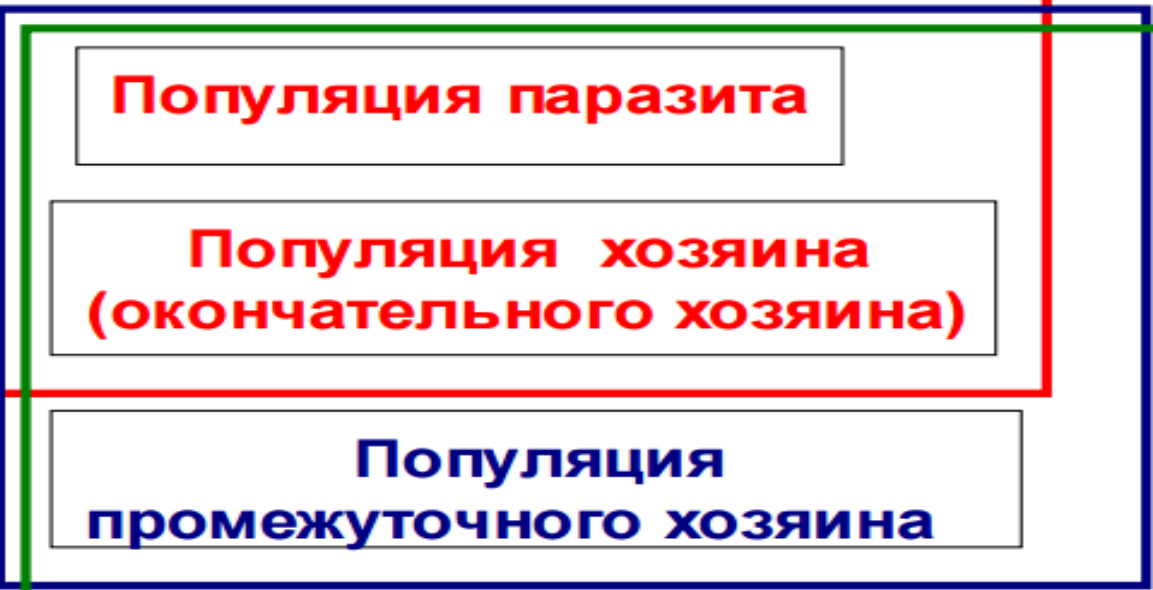 Популяция паразита
Популяция хозяина
(окончательного хозяина)
Популяция
промежуточного хозяина